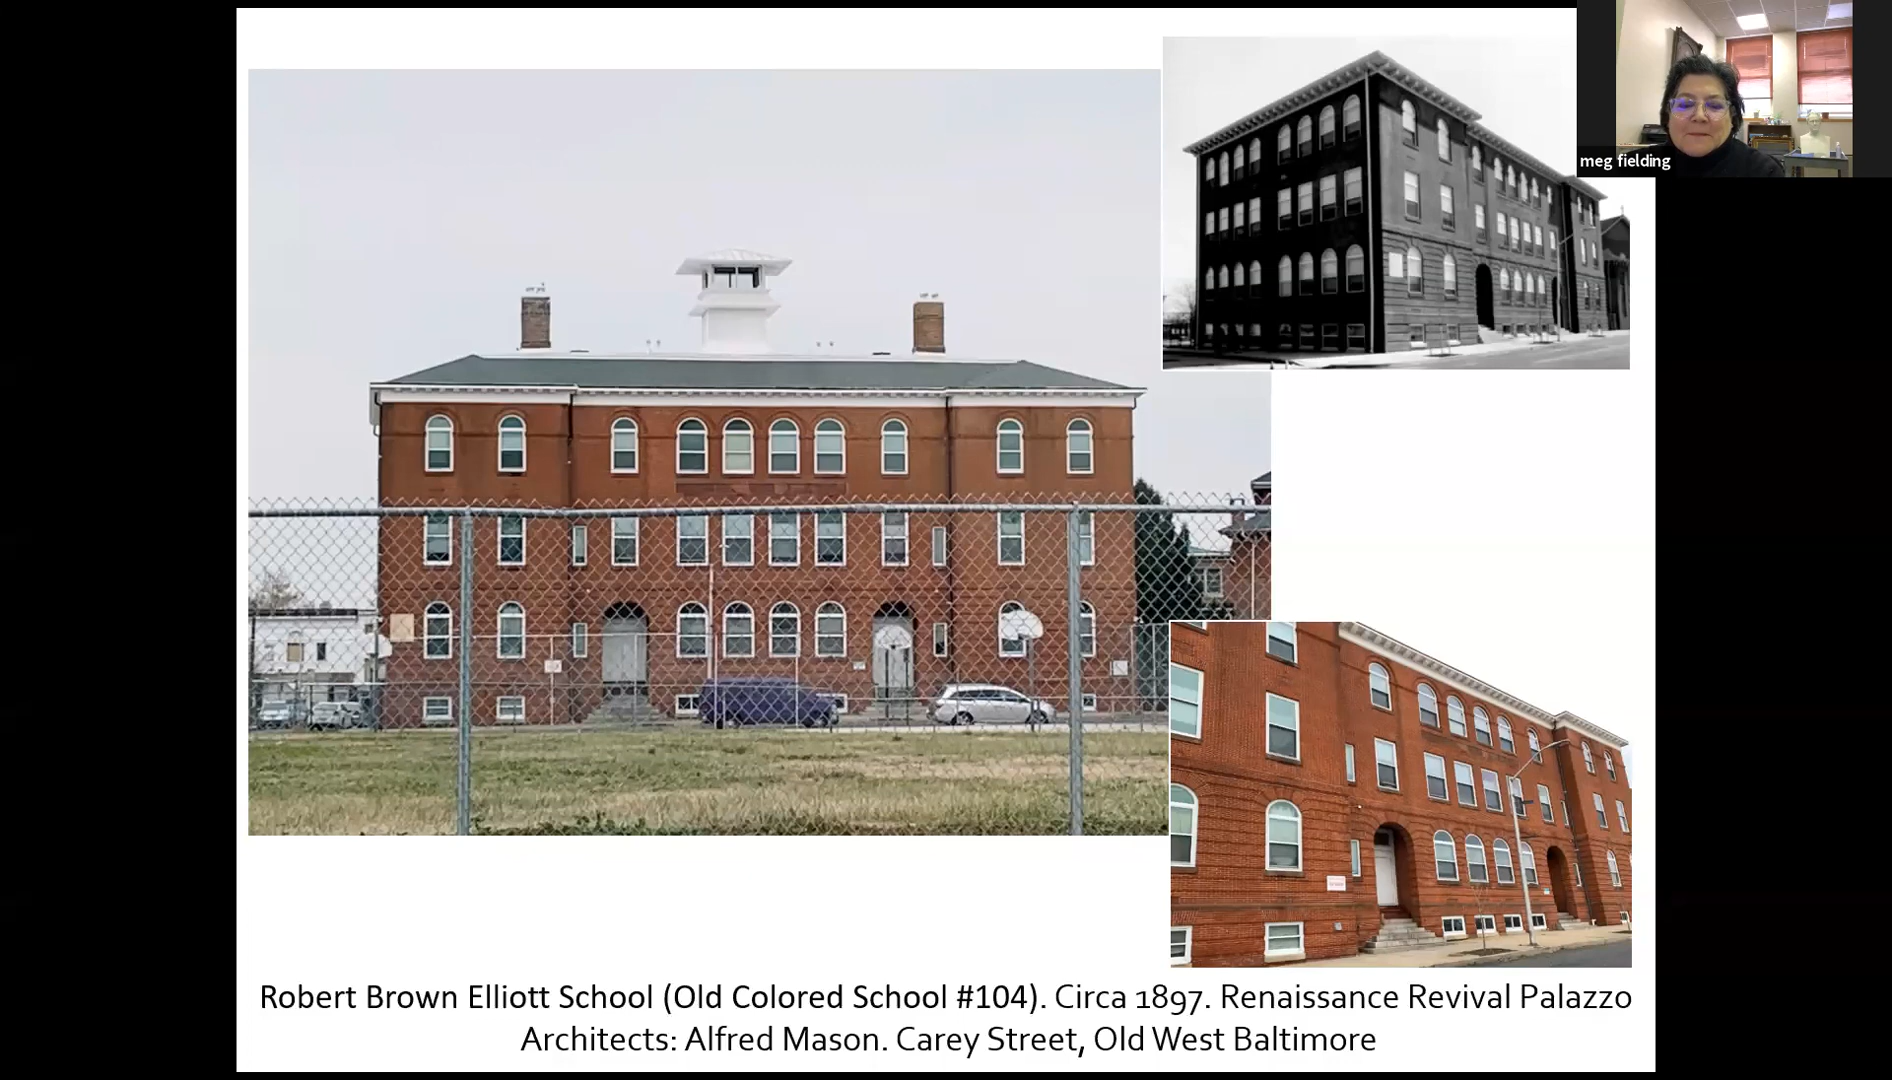 meg fielding
Robert Brown Elliott School (Old Colored School #104). Circa 1897. Renaissance Revival Palazzo
Architects: Alfred Mason. Carey Street, Old West Baltimore